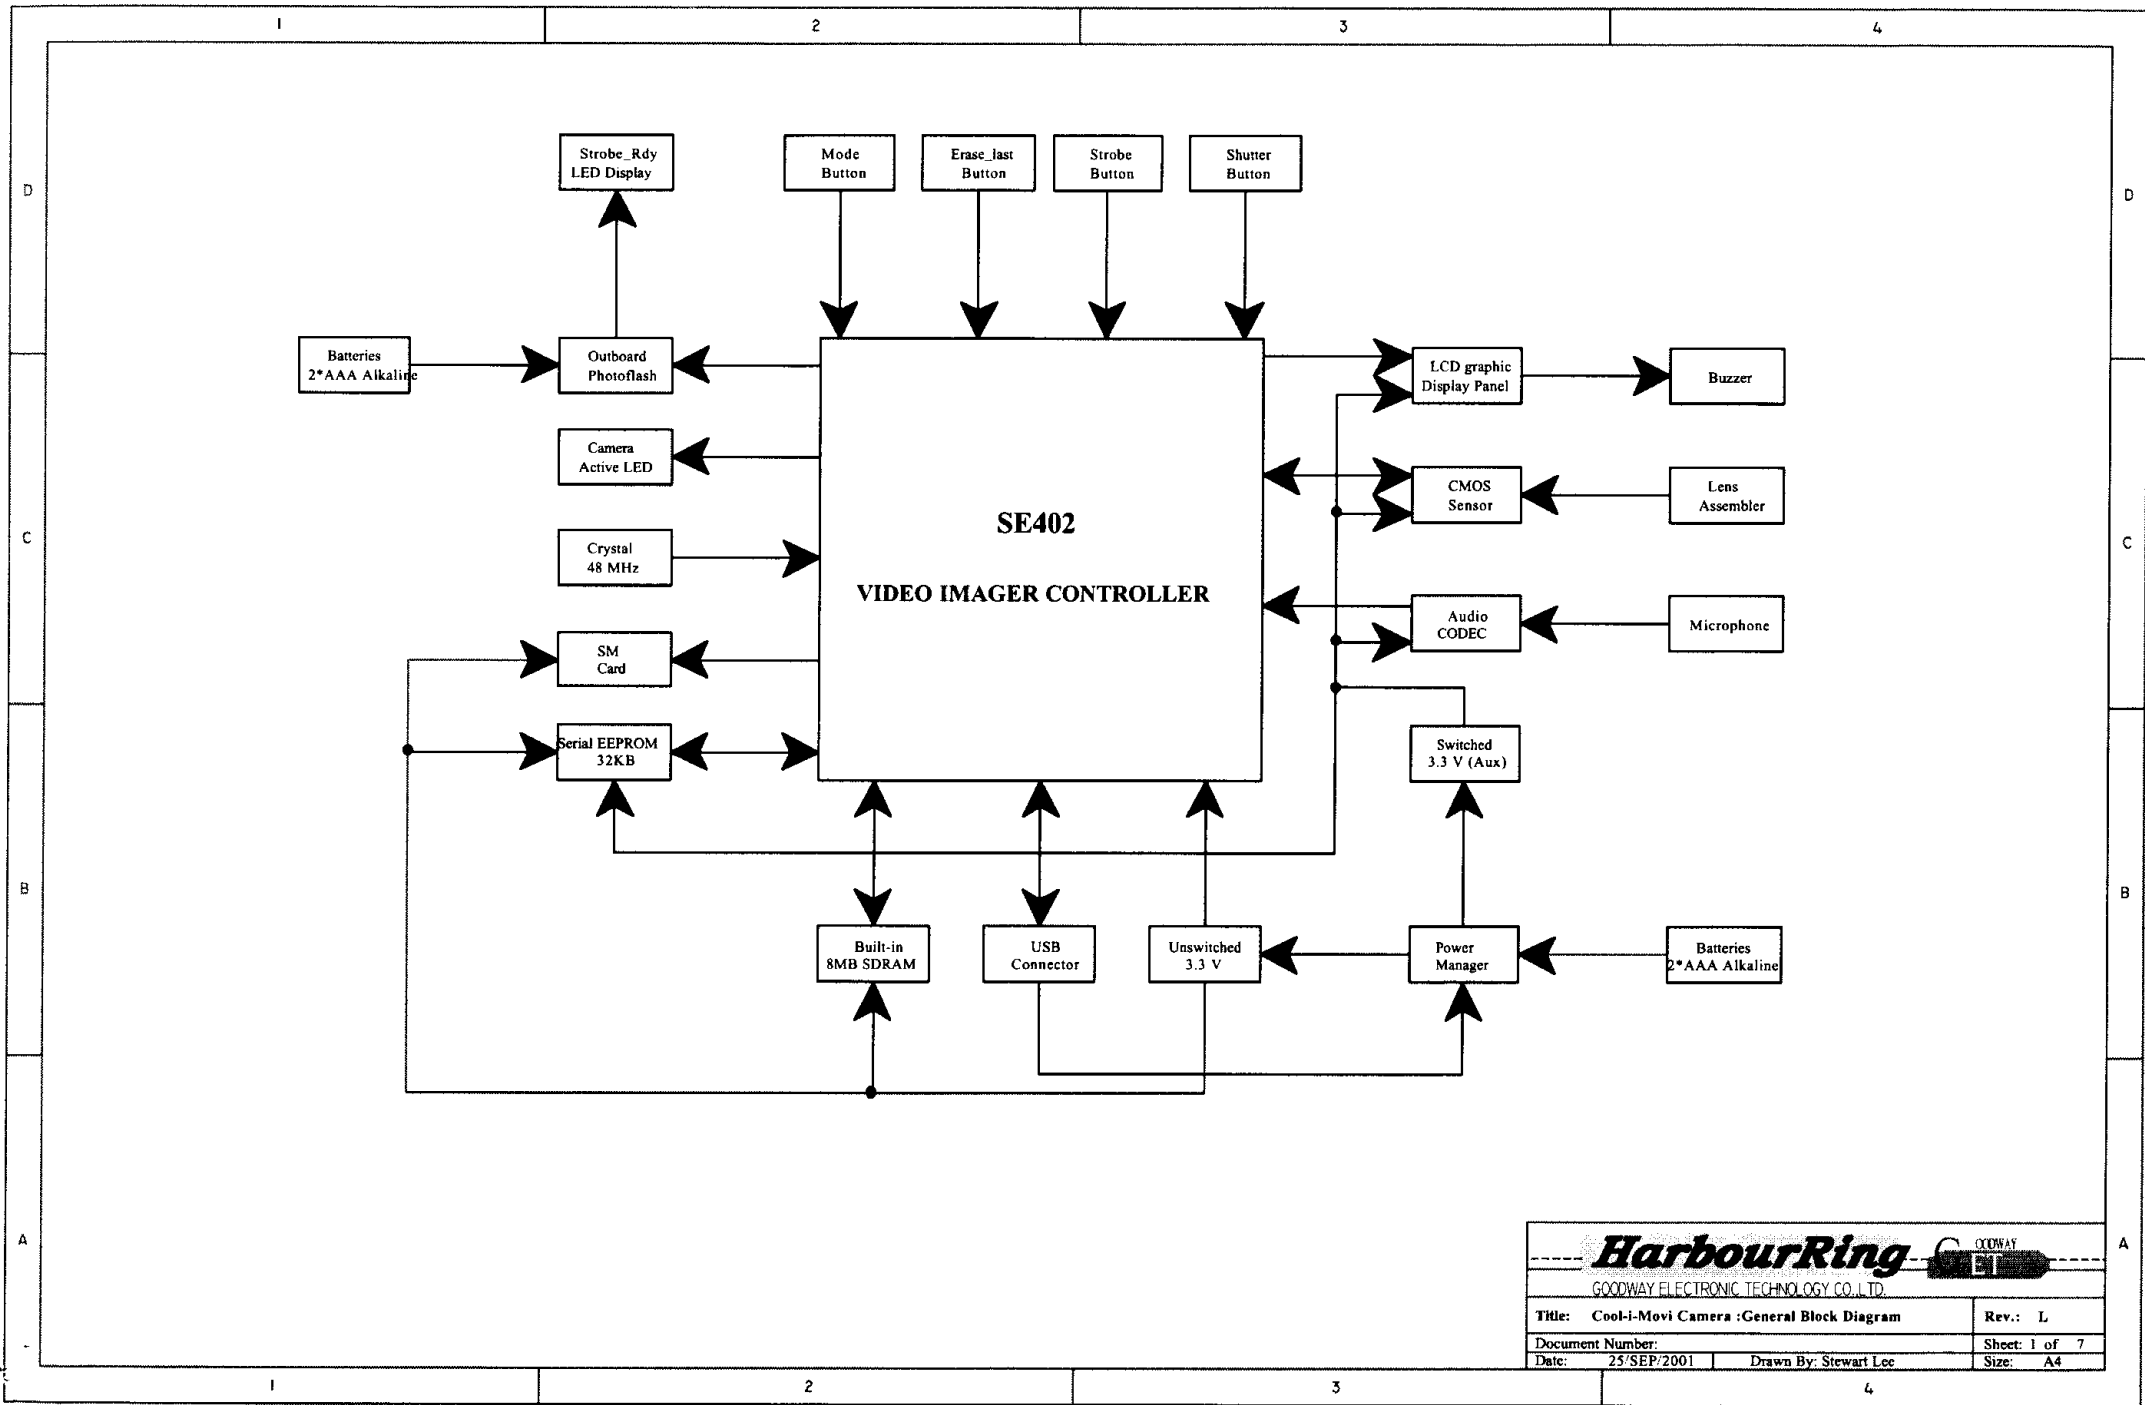 1 2 3 4
D
D
Strobe_Rdy
LED Display
Mode
Button
Erase_last
Button
Strobe
Button
Shutter
Button
Batteries
2*AAA Alkaline
Outboard
Photoflash
LCD graphic
Display Panel
Buzzer
Camera
Active LED
CMOS
Sensor
Lens
Assembler
C
C
SE402
VIDEO IMAGER CONTROLLER
Crystal
48 MHz
Audio
CODEC
Microphone
SM
Card
Serial EEPROM
32KB
Switched
3.3 V (Aux)
B
B
Built-in
8MB SDRAM
USB
Connector
Unswitched
3.3 V
Power
Manager
Batteries
2*AAA Alkaline
A
A
HarbourRing
GOODWAY
ET
GOODWAY ELECTRONIC TECHNOLOGY CO.,LTD.
Title: Cool-i-Movi Camera :General Block Diagram
Rev.: L
Document Number:
Sheet: 1 of 7
Date: 25/SEP/2001
Drawn By: Stewart Lee
Size: A4
1 2 3 4